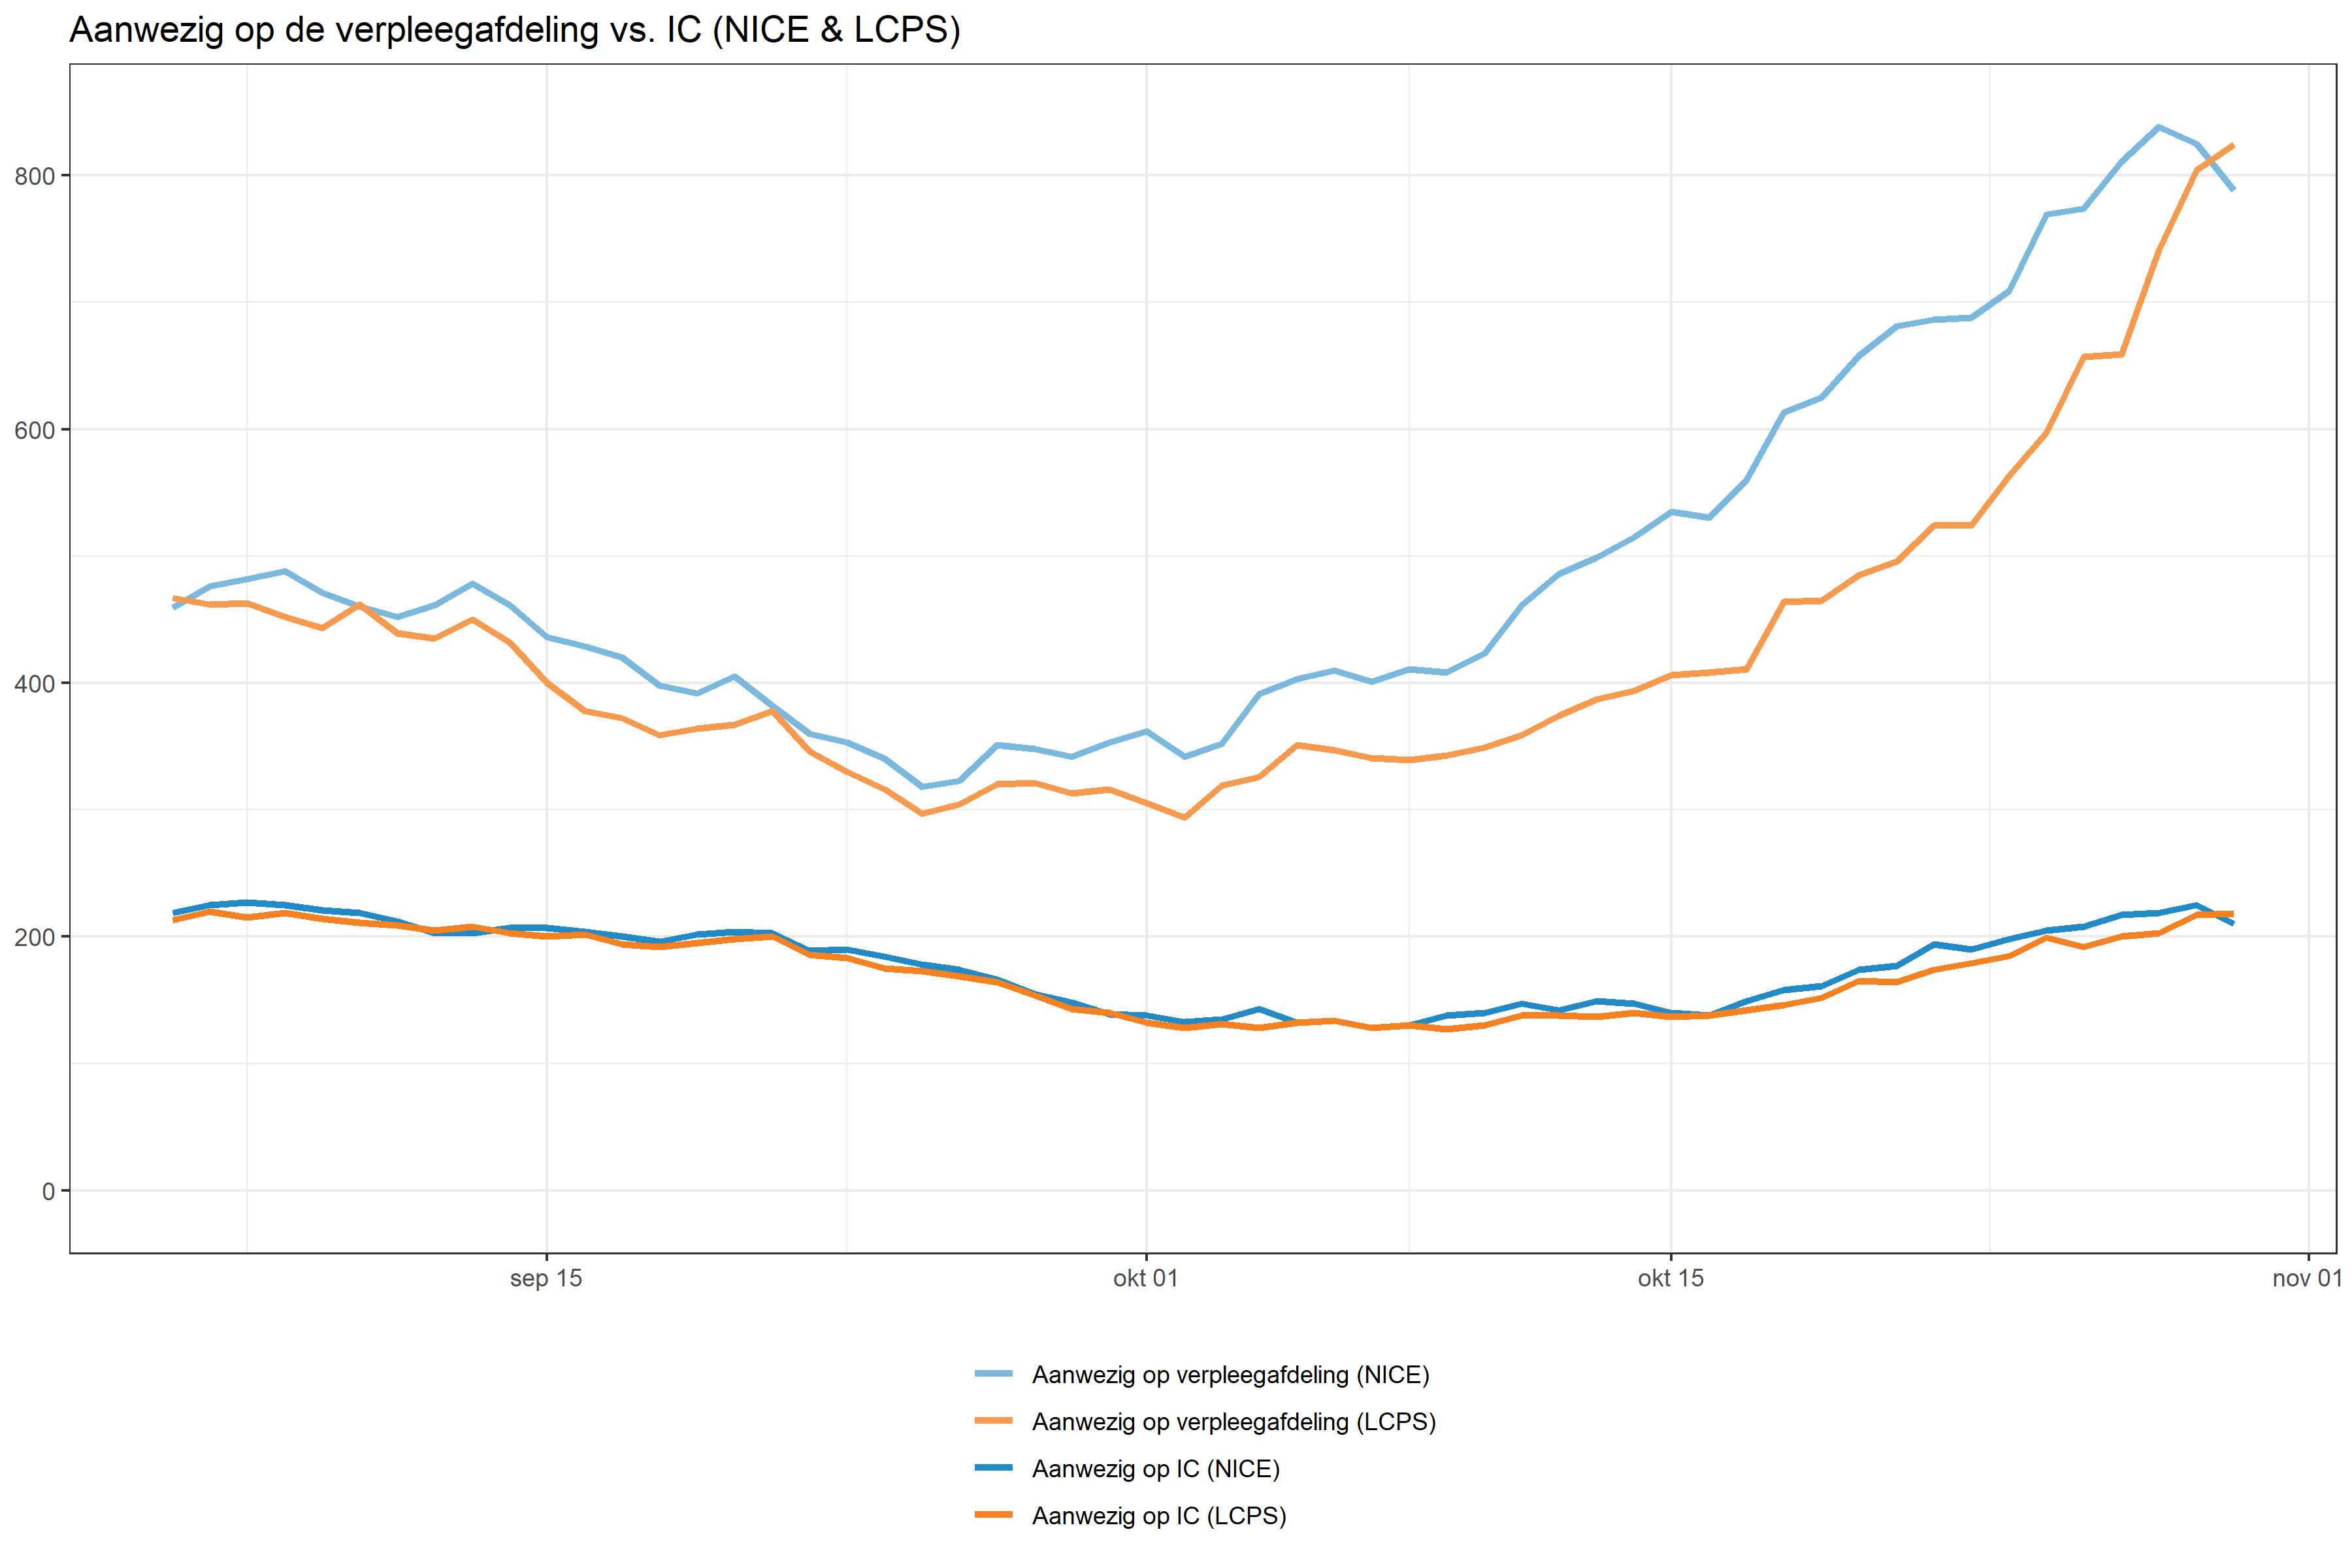 Aanwezig op de verpleegafdeling vs. IC (NICE & LCPS)
800
600
400
200
0
sep 15
okt 01
okt 15
nov 01
Aanwezig op verpleegafdeling (NICE)
Aanwezig op verpleegafdeling (LCPS)
Aanwezig op IC (NICE)
Aanwezig op IC (LCPS)